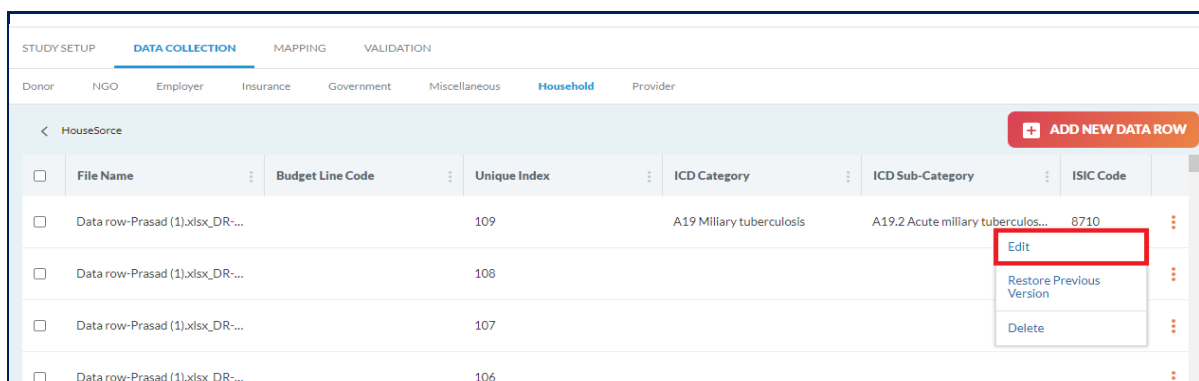 STUDY SETUP DATA COLLECTION MAPPING VALIDATION
Donor NGO Employer Insurance Government Miscellaneous Household Provider
< HouseSorce
+ ADD NEW DATA ROW
File Name Budget Line Code Unique Index ICD Category ICD Sub-Category ISIC Code
Data row-Prasad (1).xlsx_DR-... 109 A19 Miliary tuberculosis A19.2 Acute miliary tuberculos... 8710
Edit
Data row-Prasad (1).xlsx_DR-... 108
Restore Previous
Version
Data row-Prasad (1).xlsx_DR-... 107
Delete
Data row-Prasad (1).xlsx_DR-... 106